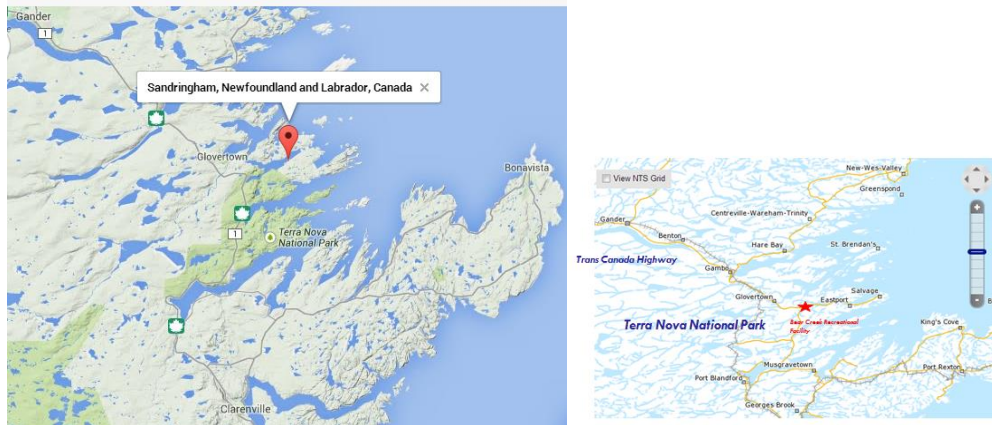 Gander
1
Sandringham, Newfoundland and Labrador, Canada ×
Glovertown
Bonavista
1
Terra Nova
National Park
Clarenville
View NTS Grid
New-Wes-Valley
Greenspond
Gander
Centreville-Wareham-Trinity
Benton
Hare Bay
St. Brendan's
Trans Canada Highway
Gambo
Glovertown
Salvage
Eastport
Terra Nova National Park
Bear Creek Recreational
Facility
King's Cove
Musgravetown
Port Rexton
Port Blandford
Georges Brook
B